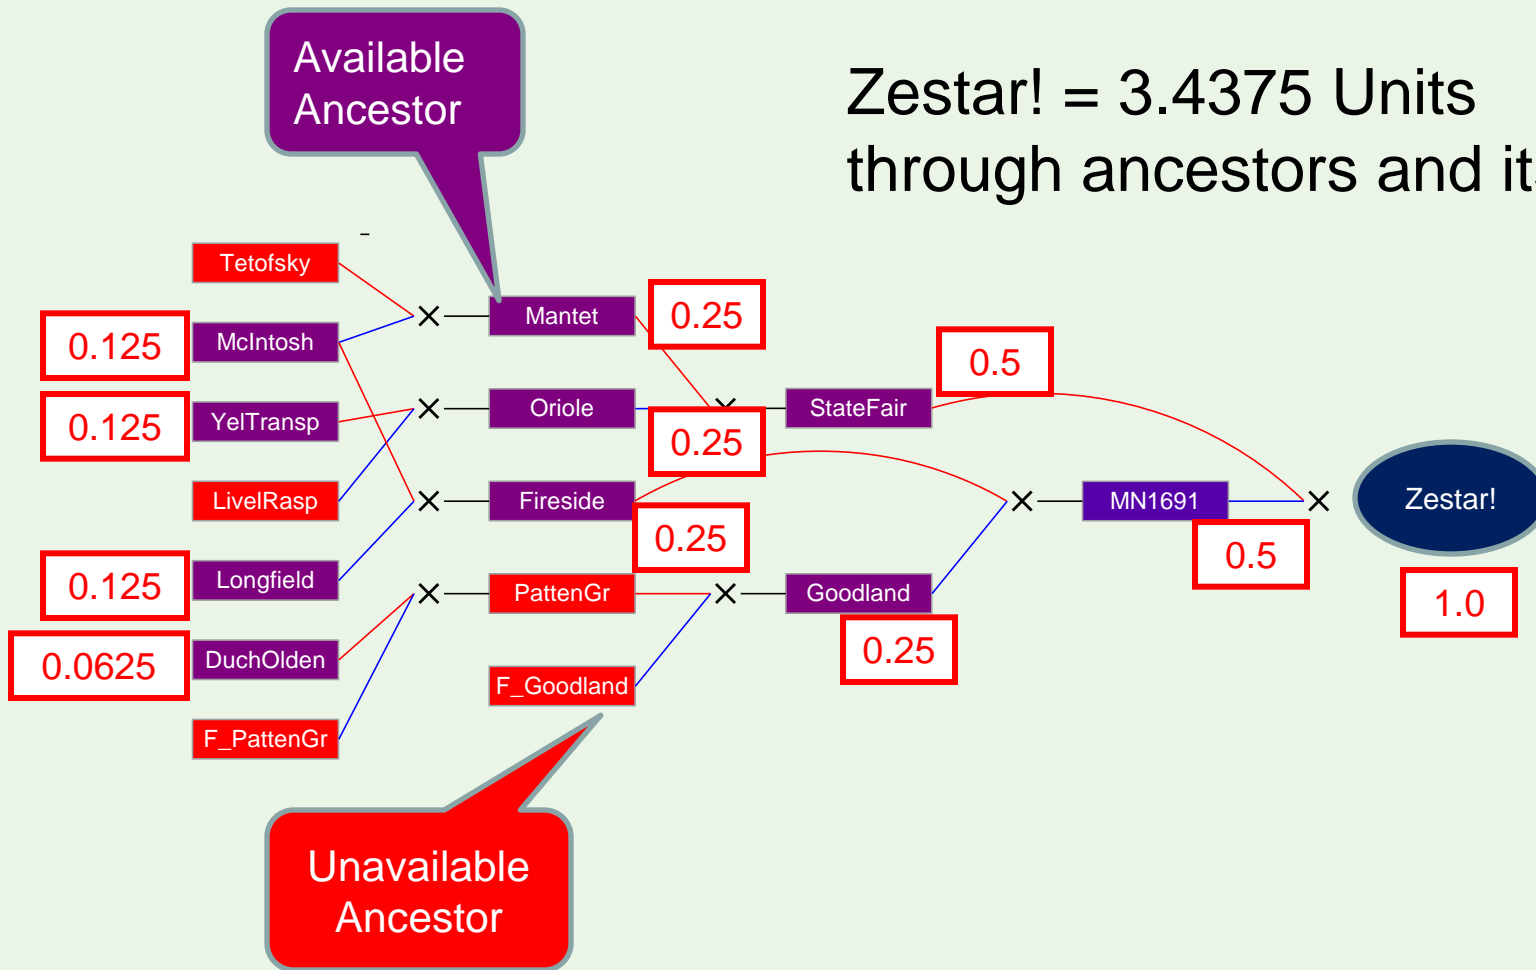 Available
Ancestor
Zestar! = 3.4375 Units
through ancestors and
–
Tetofsky
McIntosh
YelTransp
LivelRasp
Longfield
DuchOlden
F_PattenGr
0.125
0.125
0.125
0.0625
Mantet
Oriole
Fireside
PattenGr
F_Goodland
0.25
0.25
0.25
StateFair
Goodland
0.5
0.25
MN1691
0.5
Zestar!
1.0
Unavailable
Ancestor